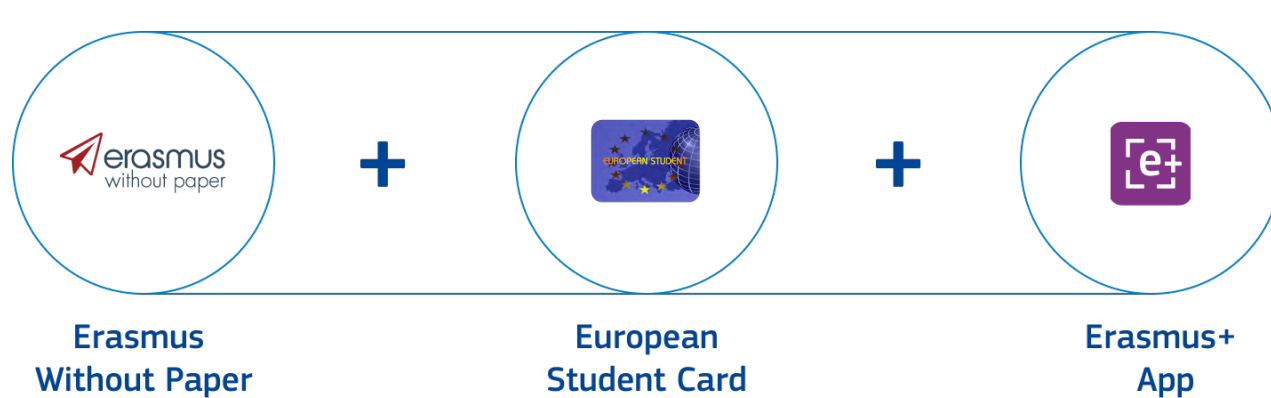 erasmus
without paper
EUROPEAN STUDENT
e+
Erasmus
Without Paper
European
Student Card
Erasmus+
App